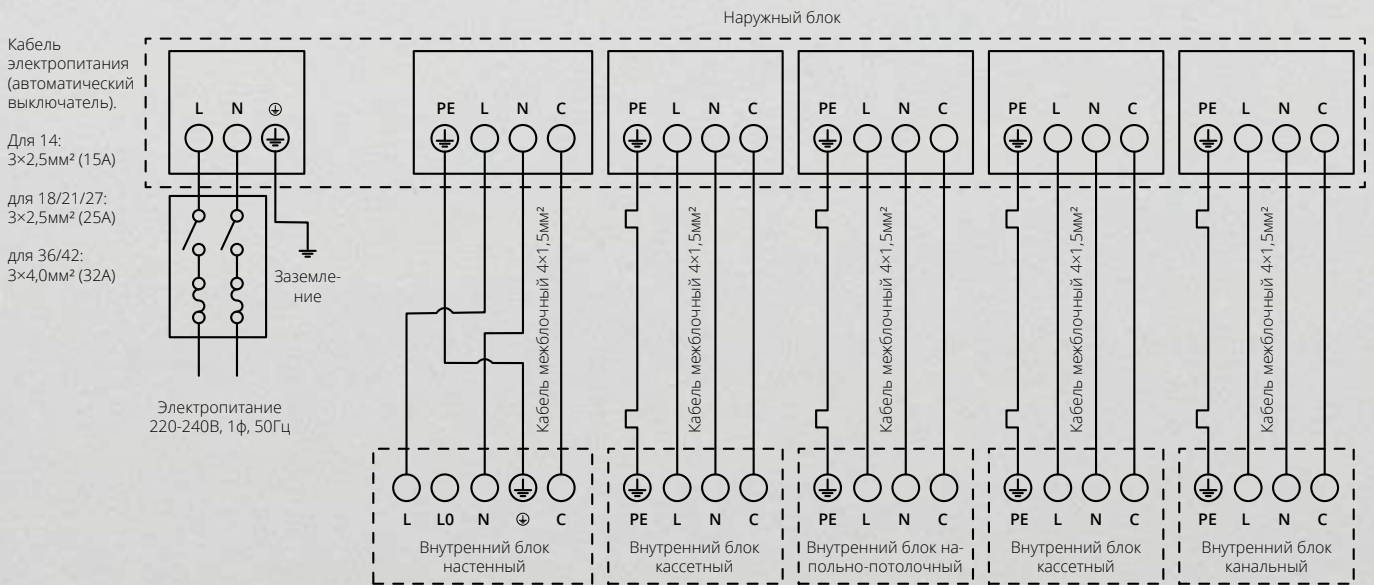 Наружный блок
Кабель
электропитания
(автоматический
выключатель).
Для 14:
3×2,5мм² (15А)
для 18/21/27:
3×2,5мм² (25А)
для 36/42:
3×4,0мм² (32А)
L N ⏚
PE L N C
PE L N C
PE L N C
PE L N C
PE L N C
Заземле-
ние
Электропитание
220-240В, 1ф, 50Гц
Кабель межблочный 4×1,5мм²
Кабель межблочный 4×1,5мм²
Кабель межблочный 4×1,5мм²
Кабель межблочный 4×1,5мм²
Кабель межблочный 4×1,5мм²
L L0 N ⏚ C
Внутренний блок
настенный
PE L N C
Внутренний блок
кассетный
PE L N C
Внутренний блок на-
польно-потолочный
PE L N C
Внутренний блок
кассетный
PE L N C
Внутренний блок
канальный